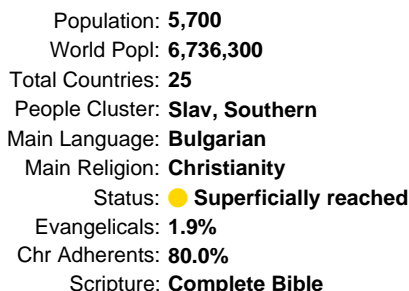 Population: 5,700
World Popl: 6,736,300
Total Countries: 25
People Cluster: Slav, Southern
Main Language: Bulgarian
Main Religion: Christianity
Status: Superficially reached
Evangelicals: 1.9%
Chr Adherents: 80.0%
Scripture: Complete Bible